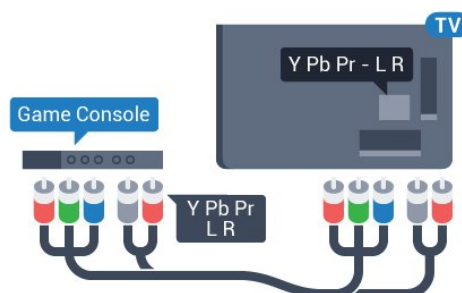 TV
Y Pb Pr - L R
Game Console
Y Pb Pr
L R